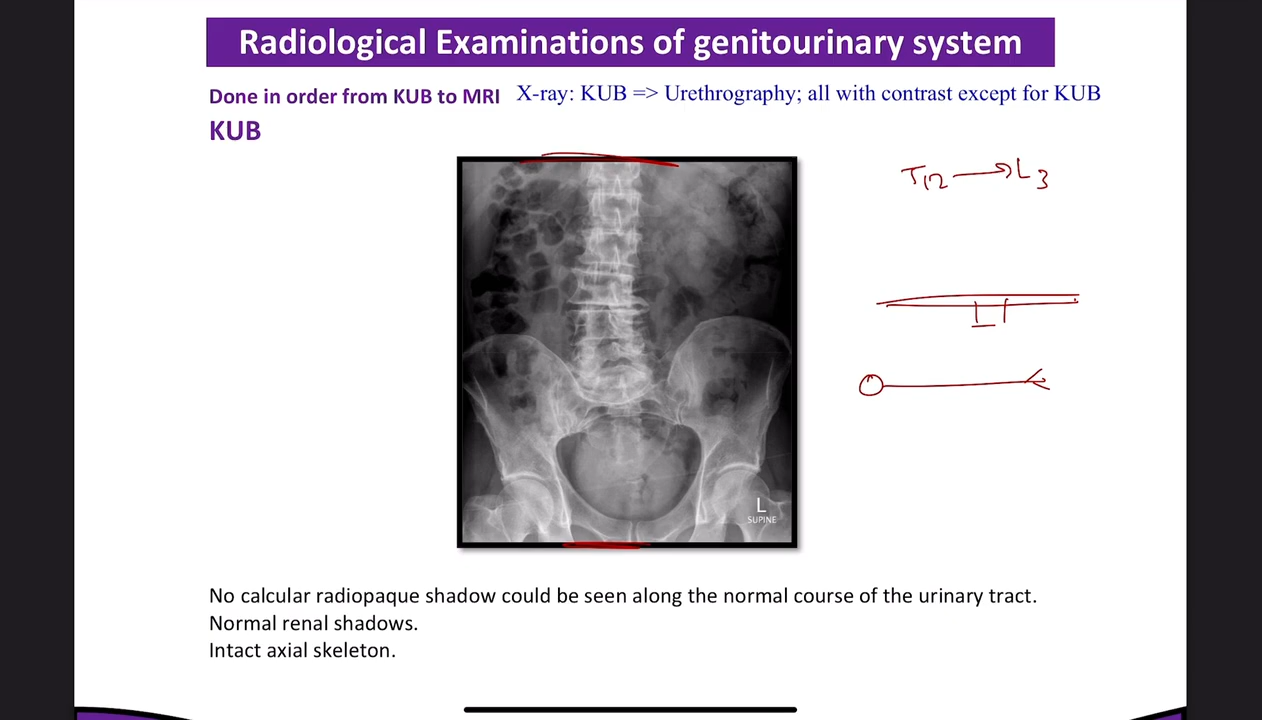 Radiological Examinations of genitourinary system
Done in order from KUB to MRI X-ray: KUB => Urethrography; all with contrast except for KUB
KUB
T12 → L3
L
SUPINE
No calcular radiopaque shadow could be seen along the normal course of the urinary tract.
Normal renal shadows.
Intact axial skeleton.